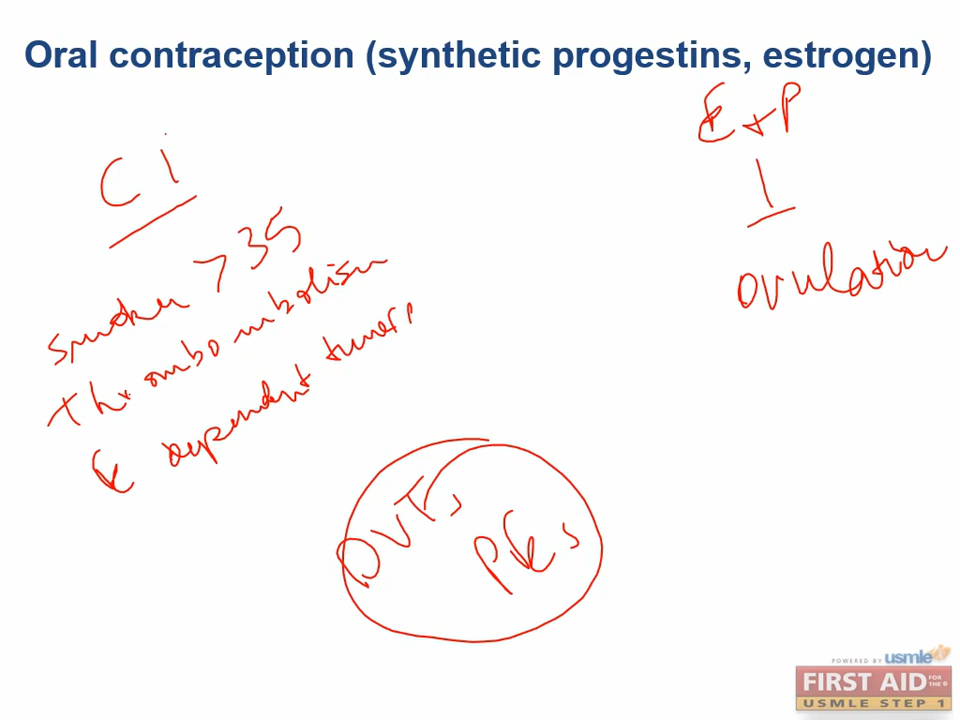 Oral contraception (synthetic progestins, estrogen)
E + P
CI
ovulation
Smoker > 35
Thromboembolism
E dependent tumer
DVTs
PEs
POWERED BY usmle
FIRST AID FOR THE ®
USMLE STEP 1